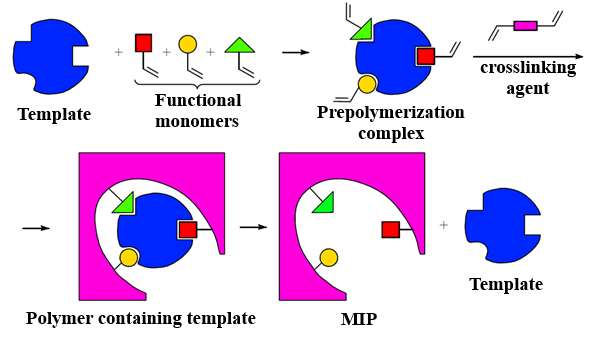 + + +
Template
Functional
monomers
Prepolymerization
complex
crosslinking
agent
+
Polymer containing template
MIP
Template